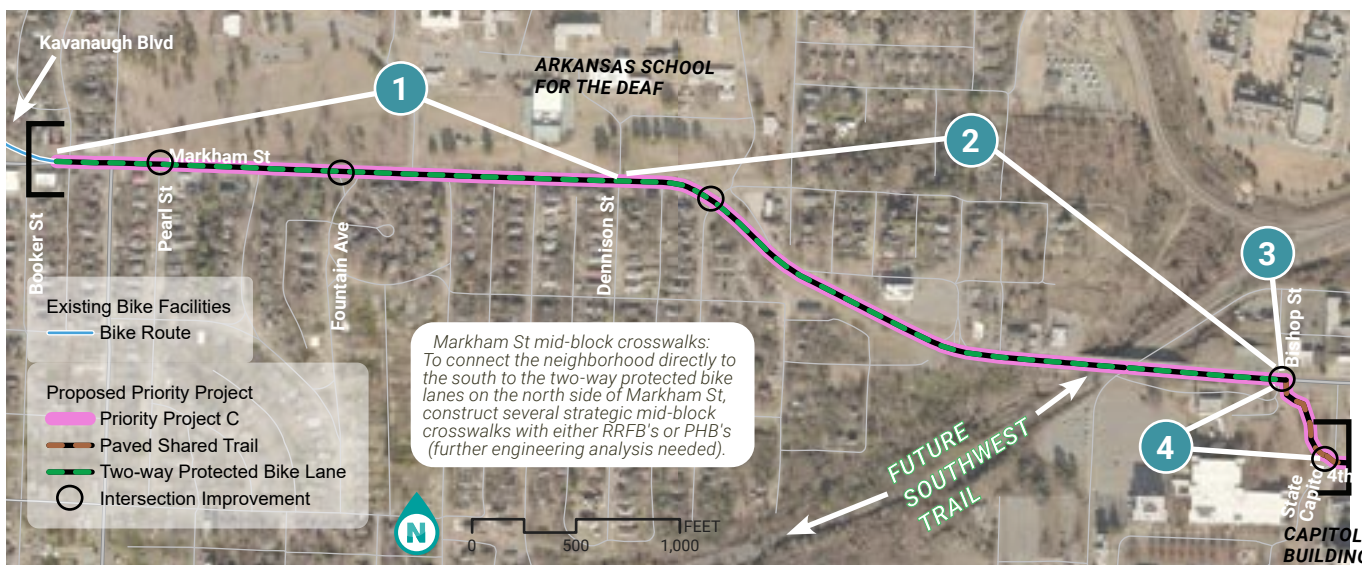 Kavanaugh Blvd
1
ARKANSAS SCHOOL
FOR THE DEAF
2
Markham St
Booker St
Pearl St
Fountain Ave
Dennison St
3
Bishop St
Existing Bike Facilities
Bike Route
Proposed Priority Project
Priority Project C
Paved Shared Trail
Two-way Protected Bike Lane
Intersection Improvement
Markham St mid-block crosswalks:
To connect the neighborhood directly to
the south to the two-way protected bike
lanes on the north side of Markham St,
construct several strategic mid-block
crosswalks with either RRFB's or PHB's
(further engineering analysis needed).
N
FEET
0 500 1,000
FUTURE
SOUTHWEST
TRAIL
4
State
Capitol
4th
CAPITOL
BUILDING